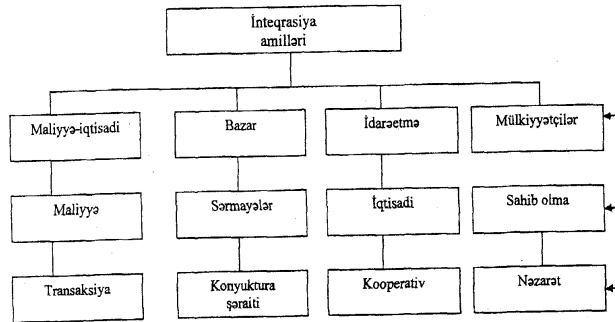 İnteqrasiya
amilləri
Maliyyə-iqtisadi
Bazar
İdarəetmə
Mülkiyyətçilər
Maliyyə
Sərmayələr
İqtisadi
Sahib olma
Transaksiya
Konyuktura
şəraiti
Kooperativ
Nəzarət